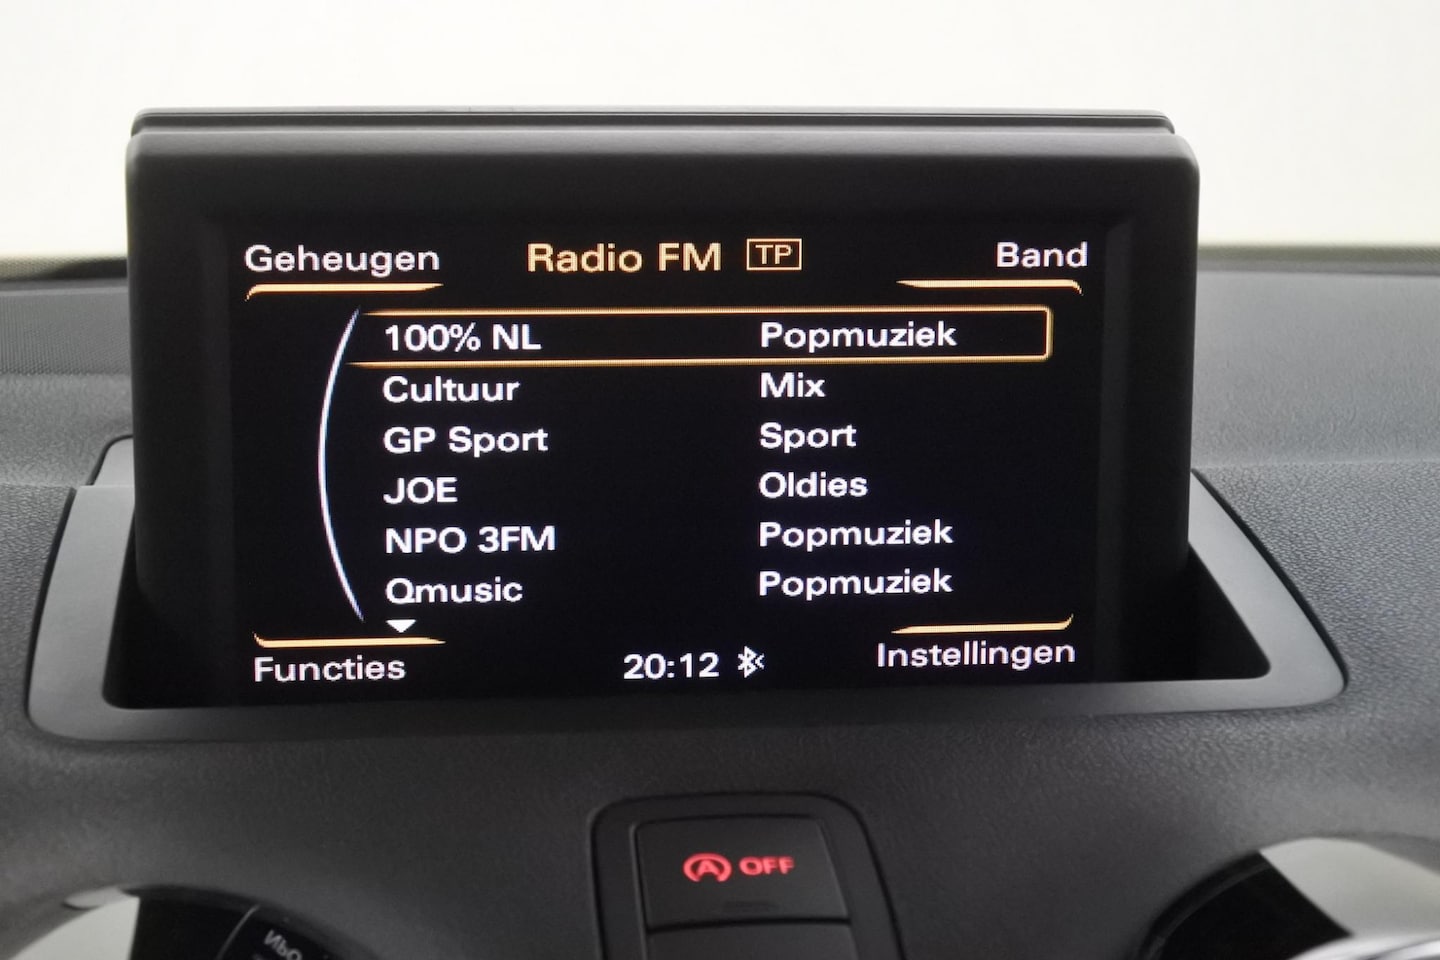 Geheugen Radio FM TP Band
100% NL Popmuziek
Cultuur Mix
GP Sport Sport
JOE Oldies
NPO 3FM Popmuziek
Qmusic Popmuziek
Functies 20:12 Instellingen
A OFF